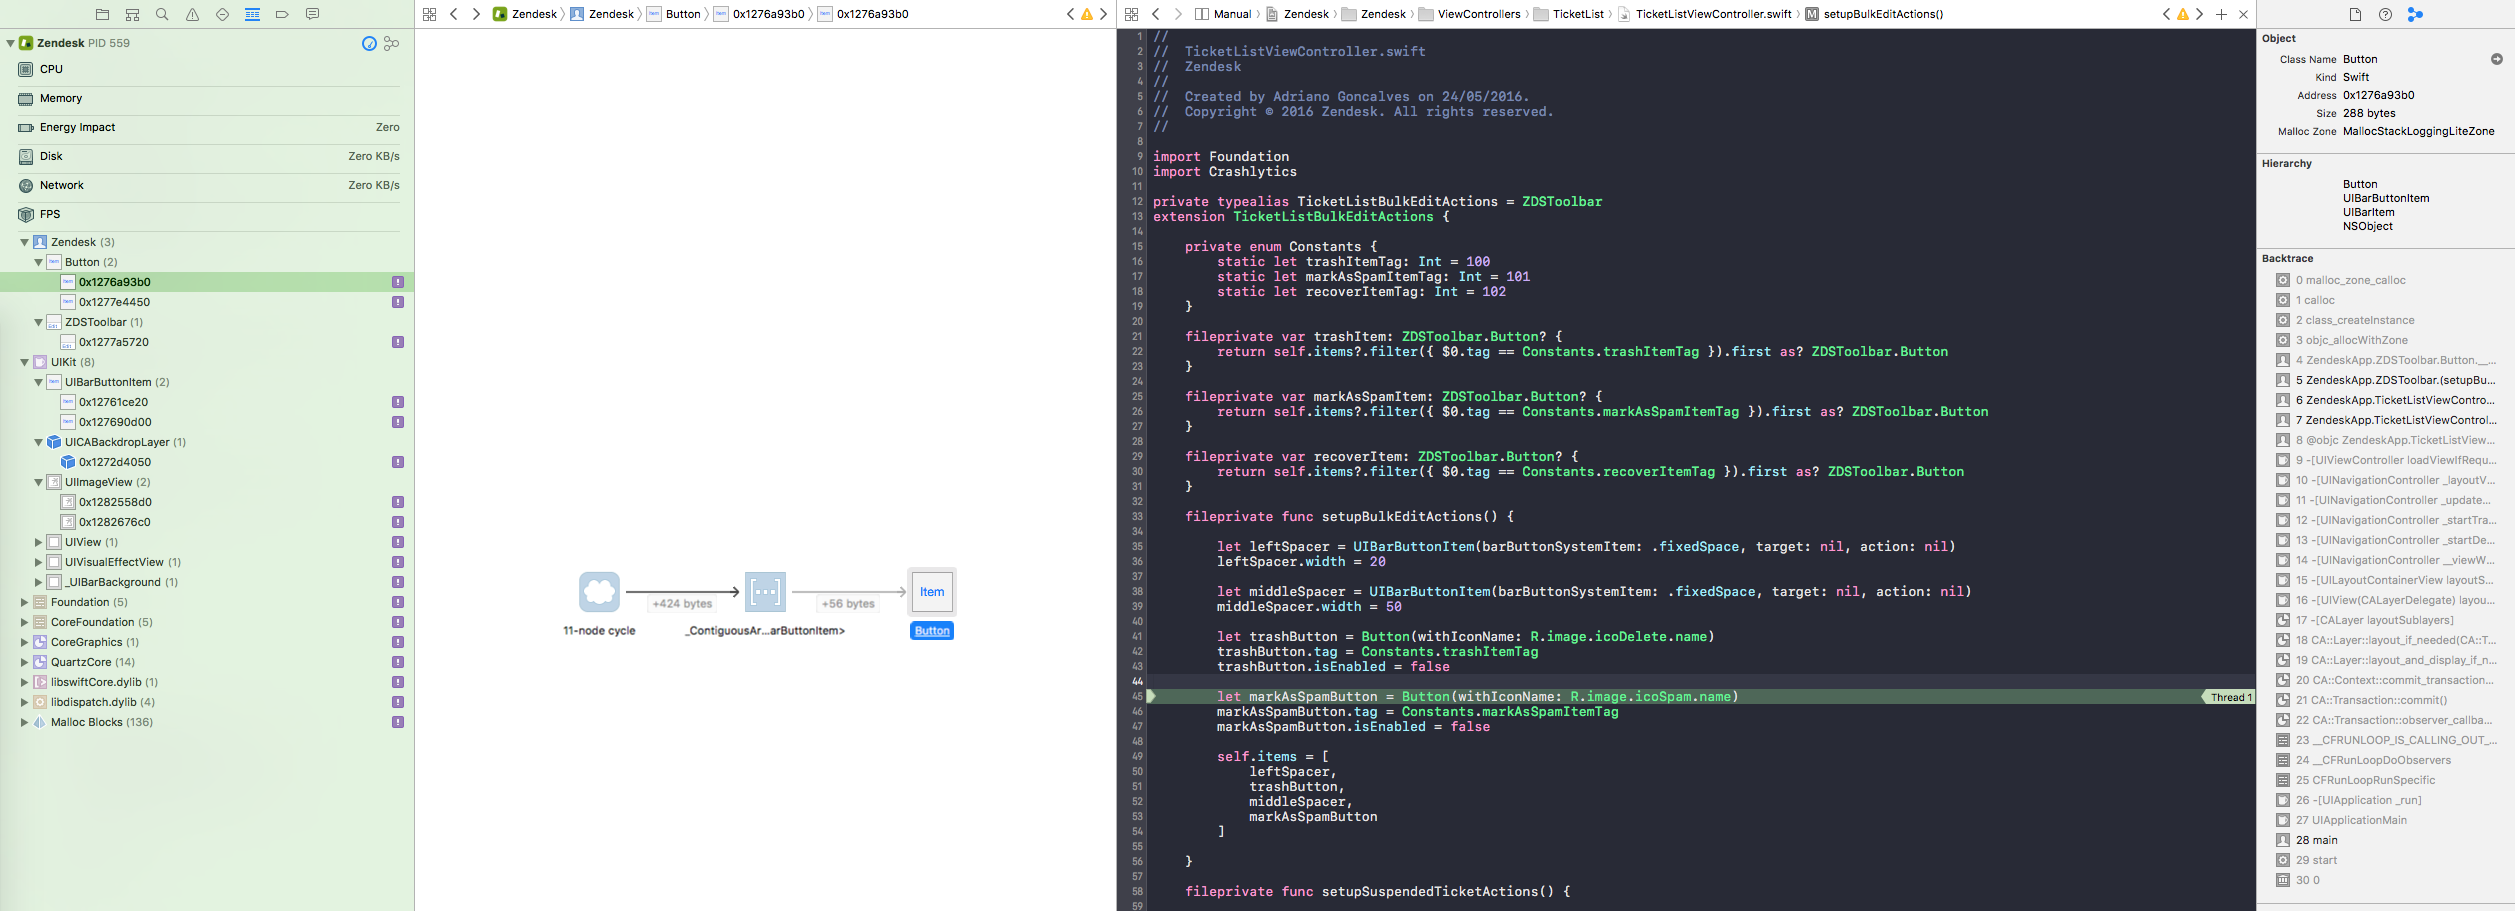 Zendesk PID 559
CPU
Memory
Energy Impact Zero
Disk Zero KB/s
Network Zero KB/s
FPS
Zendesk (3)
Button (2)
0x1276a93b0
0x1277e4450
ZDSToolbar (1)
0x1277a5720
UIKit (8)
UIBarButtonItem (2)
0x12761ce20
0x127690d00
UICABackdropLayer (1)
0x1272d4050
UIImageView (2)
0x1282558d0
0x1282676c0
UIView (1)
UIVisualEffectView (1)
_UIBarBackground (1)
Foundation (5)
CoreFoundation (5)
CoreGraphics (1)
QuartzCore (14)
libswiftCore.dylib (1)
libdispatch.dylib (4)
Malloc Blocks (136)
Zendesk Zendesk Button 0x1276a93b0 0x1276a93b0
+424 bytes
+56 bytes
Item
11-node cycle
_ContiguousAr...arButtonItem>
Button
Manual Zendesk Zendesk ViewControllers TicketList TicketListViewController.swift M setupBulkEditActions()
1 //
2 //  TicketListViewController.swift
3 //  Zendesk
4 //
5 //  Created by Adriano Goncalves on 24/05/2016.
6 //  Copyright © 2016 Zendesk. All rights reserved.
7 //
8
9 import Foundation
10 import Crashlytics
11
12 private typealias TicketListBulkEditActions = ZDSToolbar
13 extension TicketListBulkEditActions {
14
15 private enum Constants {
16 static let trashItemTag: Int = 100
17 static let markAsSpamItemTag: Int = 101
18 static let recoverItemTag: Int = 102
19 }
20
21 fileprivate var trashItem: ZDSToolbar.Button? {
22 return self.items?.filter({ $0.tag == Constants.trashItemTag }).first as? ZDSToolbar.Button
23 }
24
25 fileprivate var markAsSpamItem: ZDSToolbar.Button? {
26 return self.items?.filter({ $0.tag == Constants.markAsSpamItemTag }).first as? ZDSToolbar.Button
27 }
28
29 fileprivate var recoverItem: ZDSToolbar.Button? {
30 return self.items?.filter({ $0.tag == Constants.recoverItemTag }).first as? ZDSToolbar.Button
31 }
32
33 fileprivate func setupBulkEditActions() {
34
35 let leftSpacer = UIBarButtonItem(barButtonSystemItem: .fixedSpace, target: nil, action: nil)
36 leftSpacer.width = 20
37
38 let middleSpacer = UIBarButtonItem(barButtonSystemItem: .fixedSpace, target: nil, action: nil)
39 middleSpacer.width = 50
40
41 let trashButton = Button(withIconName: R.image.icoDelete.name)
42 trashButton.tag = Constants.trashItemTag
43 trashButton.isEnabled = false
44
45 let markAsSpamButton = Button(withIconName: R.image.icoSpam.name) Thread 1
46 markAsSpamButton.tag = Constants.markAsSpamItemTag
47 markAsSpamButton.isEnabled = false
48
49 self.items = [
50 leftSpacer,
51 trashButton,
52 middleSpacer,
53 markAsSpamButton
54 ]
55
56 }
57
58 fileprivate func setupSuspendedTicketActions() {
59
Object
Class Name Button
Kind Swift
Address 0x1276a93b0
Size 288 bytes
Malloc Zone MallocStackLoggingLiteZone
Hierarchy
Button
UIBarButtonItem
UIBarItem
NSObject
Backtrace
0 malloc_zone_calloc
1 calloc
2 class_createInstance
3 objc_allocWithZone
4 ZendeskApp.ZDSToolbar.Button.__...
5 ZendeskApp.ZDSToolbar.(setupBu...
6 ZendeskApp.TicketListViewContro...
7 ZendeskApp.TicketListViewControl...
8 @objc ZendeskApp.TicketListView...
9 -[UIViewController loadViewIfRequ...
10 -[UINavigationController _layoutV...
11 -[UINavigationController _update...
12 -[UINavigationController _startTra...
13 -[UINavigationController _startDe...
14 -[UINavigationController __viewW...
15 -[UILayoutContainerView layoutS...
16 -[UIView(CALayerDelegate) layou...
17 -[CALayer layoutSublayers]
18 CA::Layer::layout_if_needed(CA::T...
19 CA::Layer::layout_and_display_if_n...
20 CA::Context::commit_transaction...
21 CA::Transaction::commit()
22 CA::Transaction::observer_callba...
23 __CFRUNLOOP_IS_CALLING_OUT_...
24 __CFRunLoopDoObservers
25 CFRunLoopRunSpecific
26 -[UIApplication _run]
27 UIApplicationMain
28 main
29 start
30 0